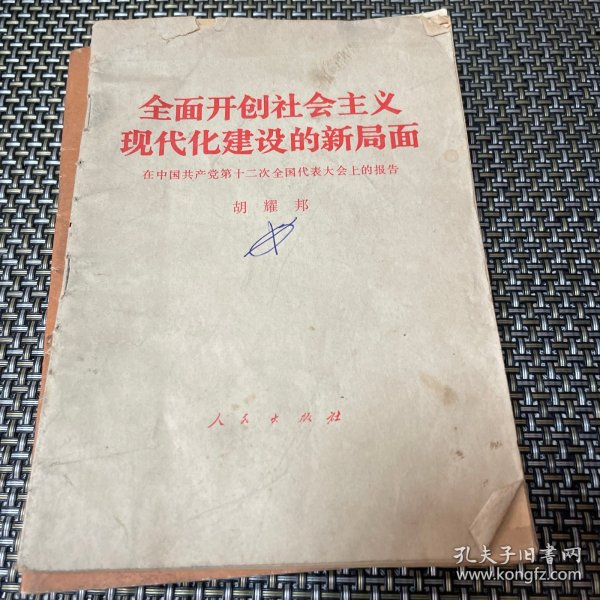 全面开创社会主义
现代化建设的新局面
在中国共产党第十二次全国代表大会上的报告
胡耀邦
人民出版社
孔夫子旧书网
www.kongfz.com